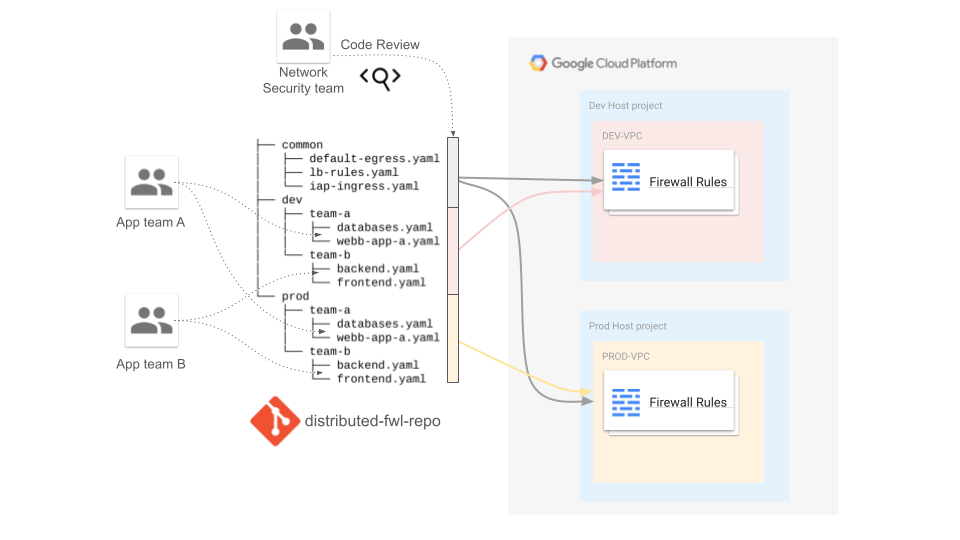 Code Review
Network
Security team
Google Cloud Platform
Dev Host project
DEV-VPC
Firewall Rules
common
default-egress.yaml
lb-rules.yaml
iap-ingress.yaml
dev
team-a
databases.yaml
webb-app-a.yaml
team-b
backend.yaml
frontend.yaml
prod
team-a
databases.yaml
webb-app-a.yaml
team-b
backend.yaml
frontend.yaml
App team A
App team B
Prod Host project
PROD-VPC
Firewall Rules
distributed-fwl-repo